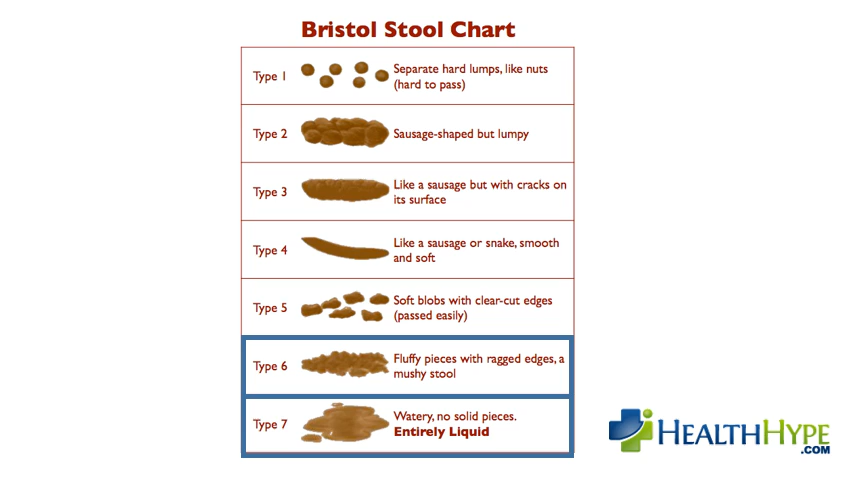 Bristol Stool Chart
Type 1
Separate hard lumps, like nuts
(hard to pass)
Type 2
Sausage-shaped but lumpy
Type 3
Like a sausage but with cracks on
its surface
Type 4
Like a sausage or snake, smooth
and soft
Type 5
Soft blobs with clear-cut edges
(passed easily)
Type 6
Fluffy pieces with ragged edges, a
mushy stool
Type 7
Watery, no solid pieces.
Entirely Liquid
HEALTHHYPE
.COM